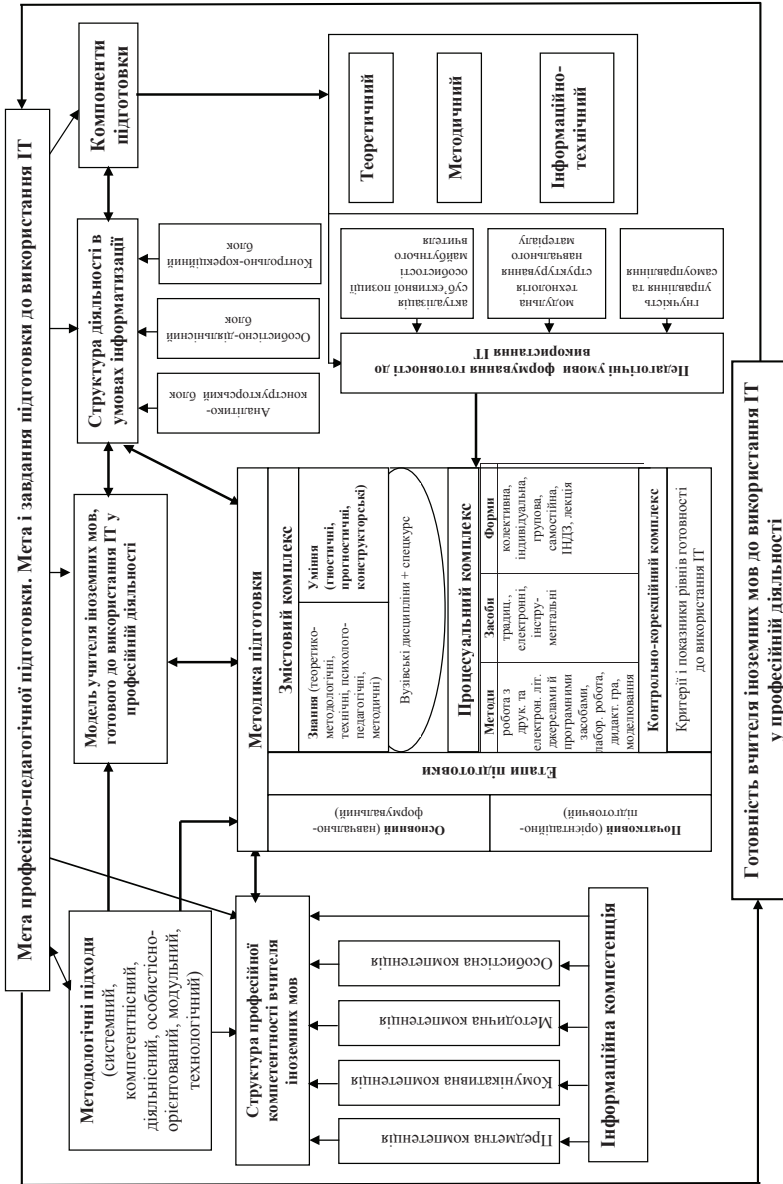 Мета професійно-педагогічної підготовки. Мета і завдання підготовки до використання ІТ
Методологічні підходи
(системний,
компетентнісний,
діяльнісний, особистісно-
орієнтований, модульний,
технологічний)
Модель учителя іноземних мов,
готового до використання ІТ у
професійній діяльності
Структура діяльності в
умовах інформатизації
Компоненти
підготовки
Аналітико-
конструкторський блок
Особистісно-діяльнісний
блок
Контрольно-корекційний
блок
Теоретичний
Методичний
Інформаційно-
технічний
Структура професійної
компетентності вчителя
іноземних мов
Предметна компетенція
Комунікативна компетенція
Методична компетенція
Особистісна компетенція
Інформаційна компетенція
Методика підготовки
Основний (навчально-
формувальний)
Початковий (орієнтаційно-
підготовчий)
Етапи підготовки
Змістовий комплекс
Знання (теоретико-
методологічні,
технічні, психолого-
педагогічні,
методичні)
Уміння
(гностичні,
прогностичні,
конструкторські)
Вузівські дисципліни + спецкурс
Процесуальний комплекс
Методи
робота з
друк. та
електрон. літ.
джерелами й
програмними
засобами,
лабор. робота,
дидакт. гра,
моделювання
Засоби
традиц.,
електронні,
інстру-
ментальні
Форми
колективна,
індивідуальна,
групова,
самостійна,
ІНДЗ, лекція
Контрольно-корекційний комплекс
Критерії і показники рівнів готовності
до використання ІТ
Педагогічні умови формування готовності до
використання ІТ
актуалізація
суб’єктивної позиції
особистості
майбутнього
вчителя
модульна
технологія
структурування
навчального
матеріалу
гнучкість
управління та
самоуправління
Готовність вчителя іноземних мов до використання ІТ
у професійній діяльності